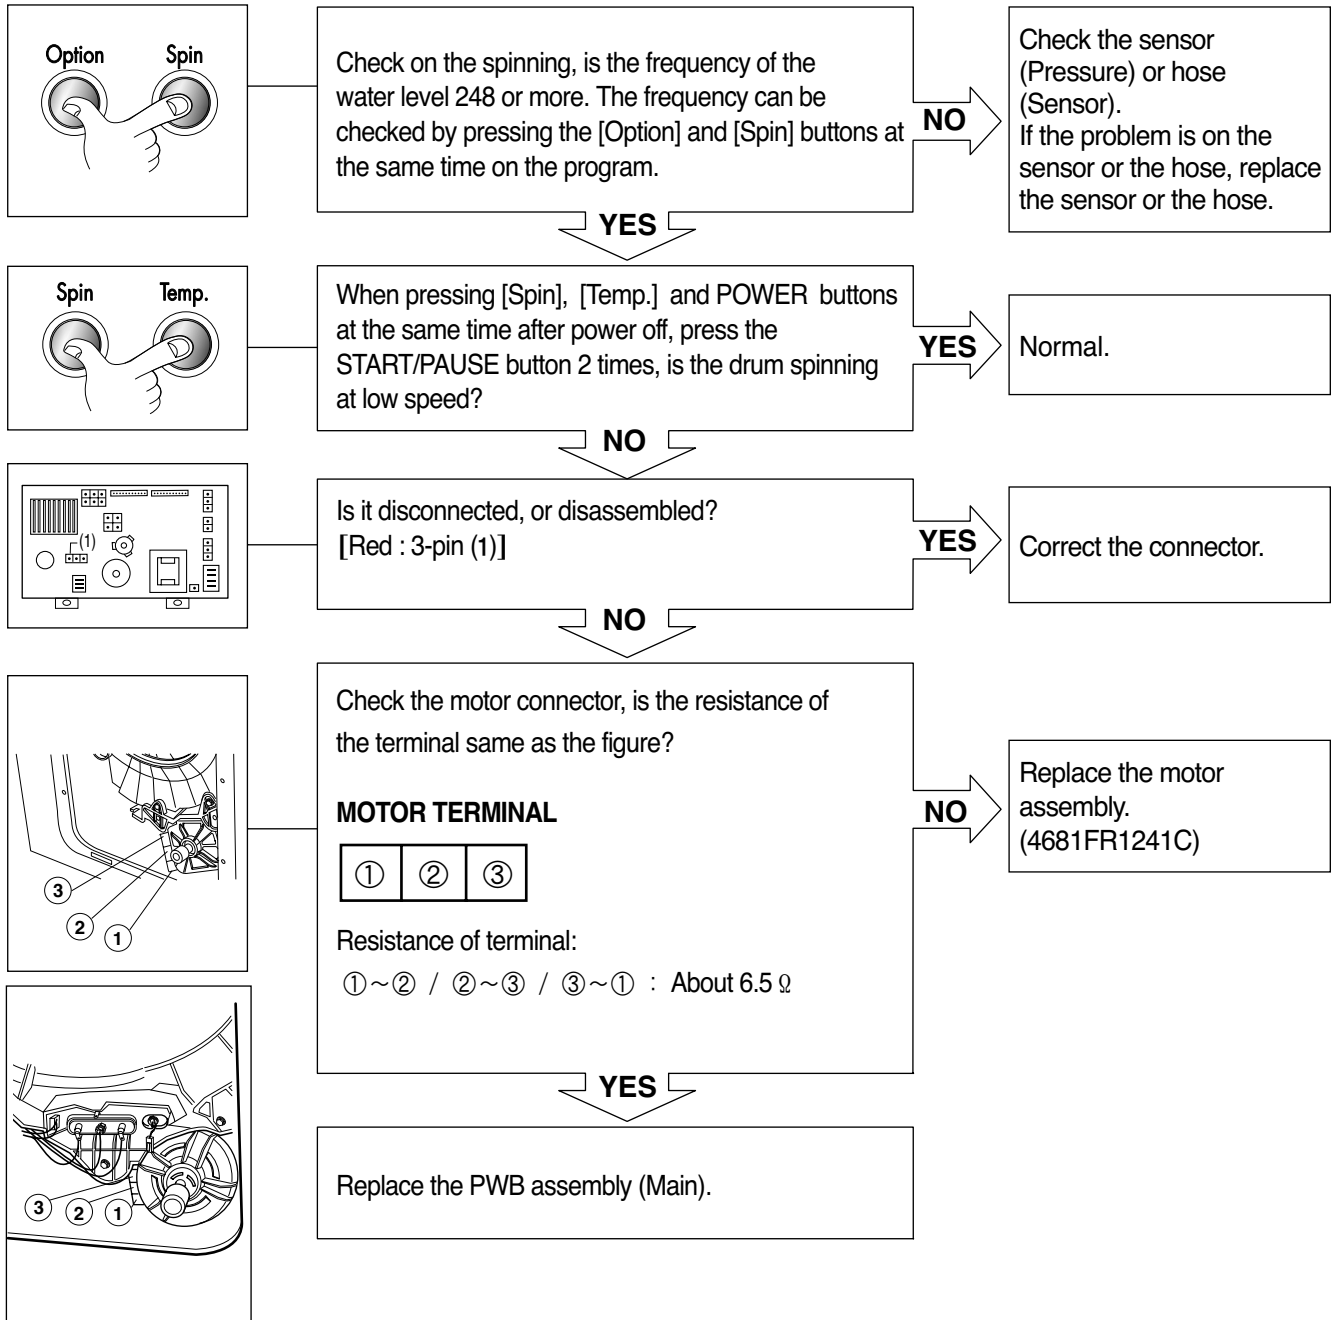 Option Spin
Check on the spinning, is the frequency of the
water level 248 or more. The frequency can be
checked by pressing the [Option] and [Spin] buttons at
the same time on the program.
NO
Check the sensor
(Pressure) or hose
(Sensor).
If the problem is on the
sensor or the hose, replace
the sensor or the hose.
YES
Spin Temp.
When pressing [Spin], [Temp.] and POWER buttons
at the same time after power off, press the
START/PAUSE button 2 times, is the drum spinning
at low speed?
YES
Normal.
NO
(1)
Is it disconnected, or disassembled?
[Red : 3-pin (1)]
YES
Correct the connector.
NO
3
2
1
Check the motor connector, is the resistance of
the terminal same as the figure?
MOTOR TERMINAL
① ② ③
Resistance of terminal:
①~② / ②~③ / ③~① : About 6.5 Ω
NO
Replace the motor
assembly.
(4681FR1241C)
YES
3 2 1
Replace the PWB assembly (Main).